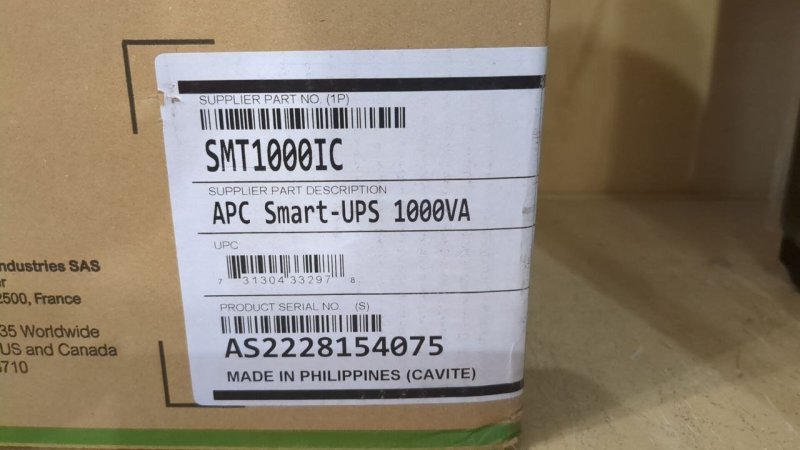 SUPPLIER PART NO. (1P)
SMT1000IC
SUPPLIER PART DESCRIPTION
APC Smart-UPS 1000VA
UPC
7 31304 33297 8
PRODUCT SERIAL NO. (S)
AS2228154075
MADE IN PHILIPPINES (CAVITE)
ndustries SAS
r
2500, France
35 Worldwide
US and Canada
6710